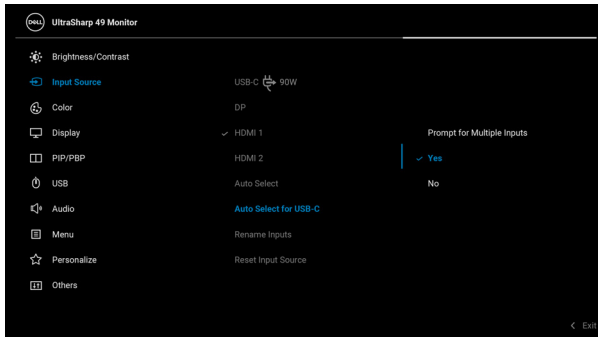 DELL UltraSharp 49 Monitor
Brightness/Contrast
Input Source
Color
Display
PIP/PBP
USB
Audio
Menu
Personalize
Others
USB-C 90W
DP
HDMI 1
HDMI 2
Auto Select
Auto Select for USB-C
Rename Inputs
Reset Input Source
Prompt for Multiple Inputs
Yes
No
Exit